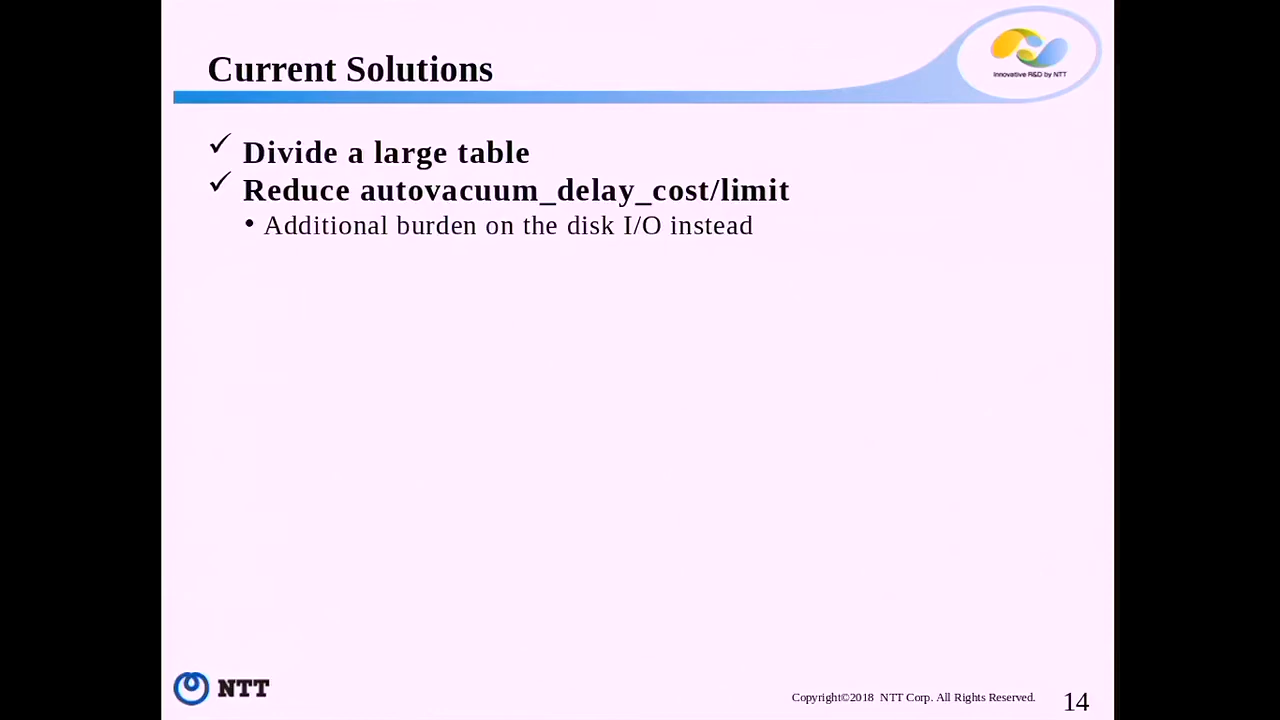 Current Solutions
Innovative R&D by NTT
✓ Divide a large table
✓ Reduce autovacuum_delay_cost/limit
• Additional burden on the disk I/O instead
NTT
Copyright©2018 NTT Corp. All Rights Reserved.
14